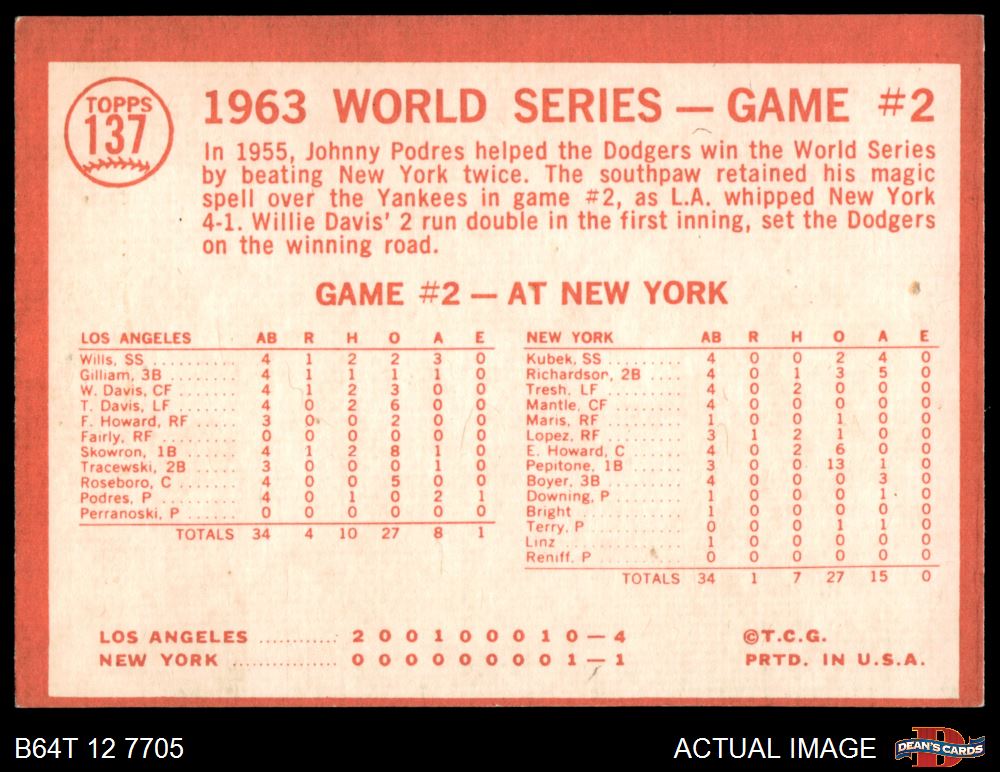 TOPPS
137
1963 WORLD SERIES — GAME #2
In 1955, Johnny Podres helped the Dodgers win the World Series
by beating New York twice. The southpaw retained his magic
spell over the Yankees in game #2, as L.A. whipped New York
4-1. Willie Davis' 2 run double in the first inning, set the Dodgers
on the winning road.
GAME #2 — AT NEW YORK
LOS ANGELES AB R H O A E
Wills, SS 4 1 2 2 3 0
Gilliam, 3B 4 1 1 1 1 0
W. Davis, CF 4 1 2 3 0 0
T. Davis, LF 4 0 2 6 0 0
F. Howard, RF 3 0 0 2 0 0
Fairly, RF 0 0 0 0 0 0
Skowron, 1B 4 1 2 8 1 0
Tracewski, 2B 3 0 0 0 1 0
Roseboro, C 4 0 0 5 0 0
Podres, P 4 0 1 0 2 1
Perranoski, P 0 0 0 0 0 0
TOTALS 34 4 10 27 8 1
NEW YORK AB R H O A E
Kubek, SS 4 0 0 2 4 0
Richardson, 2B 4 0 1 3 5 0
Tresh, LF 4 0 2 0 0 0
Mantle, CF 4 0 0 0 0 0
Maris, RF 1 0 0 1 0 0
Lopez, RF 3 1 2 1 0 0
E. Howard, C 4 0 2 6 0 0
Pepitone, 1B 3 0 0 13 1 0
Boyer, 3B 4 0 0 0 3 0
Downing, P 1 0 0 0 1 0
Bright 1 0 0 0 0 0
Terry, P 0 0 0 1 1 0
Linz 1 0 0 0 0 0
Reniff, P 0 0 0 0 0 0
TOTALS 34 1 7 27 15 0
LOS ANGELES ........... 2 0 0 1 0 0 0 1 0 — 4
NEW YORK ............... 0 0 0 0 0 0 0 0 1 — 1
©T.C.G.
PRTD. IN U.S.A.
B64T 12 7705
ACTUAL IMAGE
DEAN'S CARDS